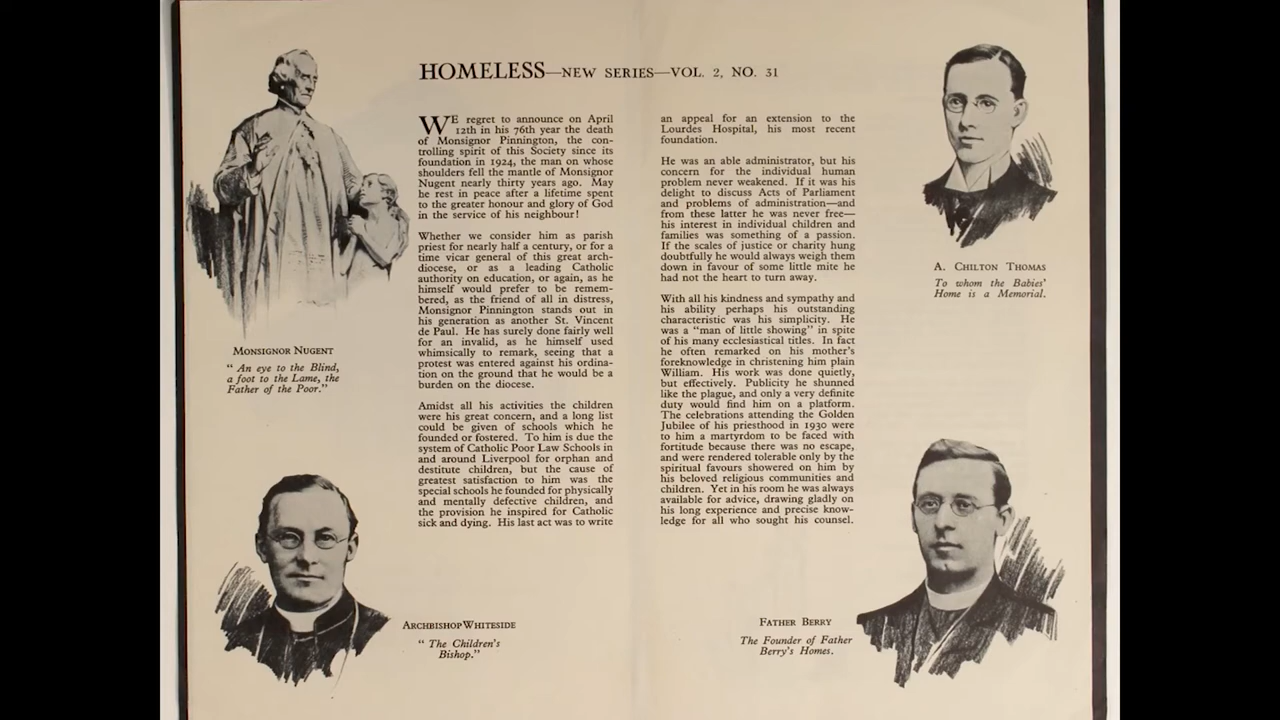 HOMELESS—NEW SERIES—VOL. 2, NO. 31
WE regret to announce on April
12th in his 76th year the death
of Monsignor Pinnington, the con-
trolling spirit of this Society since its
foundation in 1924, the man on whose
shoulders fell the mantle of Monsignor
Nugent nearly thirty years ago. May
he rest in peace after a lifetime spent
to the greater honour and glory of God
in the service of his neighbour!
Whether we consider him as parish
priest for nearly half a century, or for a
time vicar general of this great arch-
diocese, or as a leading Catholic
authority on education, or again, as he
himself would prefer to be remem-
bered, as the friend of all in distress,
Monsignor Pinnington stands out in
his generation as another St. Vincent
de Paul. He has surely done fairly well
for an invalid, as he himself used
whimsically to remark, seeing that a
protest was entered against his ordina-
tion on the ground that he would be a
burden on the diocese.
Amidst all his activities the children
were his great concern, and a long list
could be given of schools which he
founded or fostered. To him is due the
system of Catholic Poor Law Schools in
and around Liverpool for orphan and
destitute children, but the cause of
greatest satisfaction to him was the
special schools he founded for physically
and mentally defective children, and
the provision he inspired for Catholic
sick and dying. His last act was to write
an appeal for an extension to the
Lourdes Hospital, his most recent
foundation.
He was an able administrator, but his
concern for the individual human
problem never weakened. If it was his
delight to discuss Acts of Parliament
and problems of administration—and
from these latter he was never free—
his interest in individual children and
families was something of a passion.
If the scales of justice or charity hung
doubtfully he would always weigh them
down in favour of some little mite he
had not the heart to turn away.
With all his kindness and sympathy and
his ability perhaps his outstanding
characteristic was his simplicity. He
was a "man of little showing" in spite
of his many ecclesiastical titles. In fact
he often remarked on his mother's
foreknowledge in christening him plain
William. His work was done quietly,
but effectively. Publicity he shunned
like the plague, and only a very definite
duty would find him on a platform.
The celebrations attending the Golden
Jubilee of his priesthood in 1930 were
to him a martyrdom to be faced with
fortitude because there was no escape,
and were rendered tolerable only by the
spiritual favours showered on him by
his beloved religious communities and
children. Yet in his room he was always
available for advice, drawing gladly on
his long experience and precise know-
ledge for all who sought his counsel.
MONSIGNOR NUGENT
" An eye to the Blind,
a foot to the Lame, the
Father of the Poor."
A. CHILTON THOMAS
To whom the Babies'
Home is a Memorial.
ARCHBISHOP WHITESIDE
" The Children's
Bishop."
FATHER BERRY
The Founder of Father
Berry's Homes.